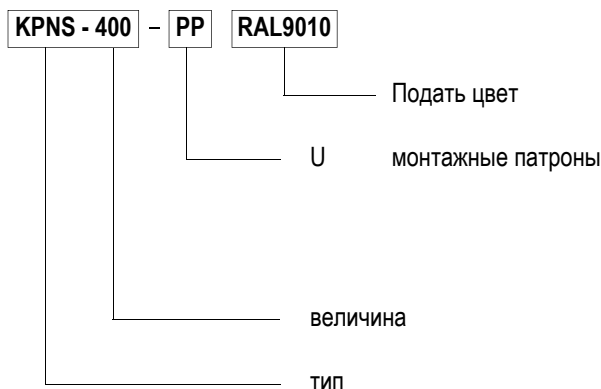 KPNS - 400 – PP RAL9010
Подать цвет
U монтажные патроны
величина
тип